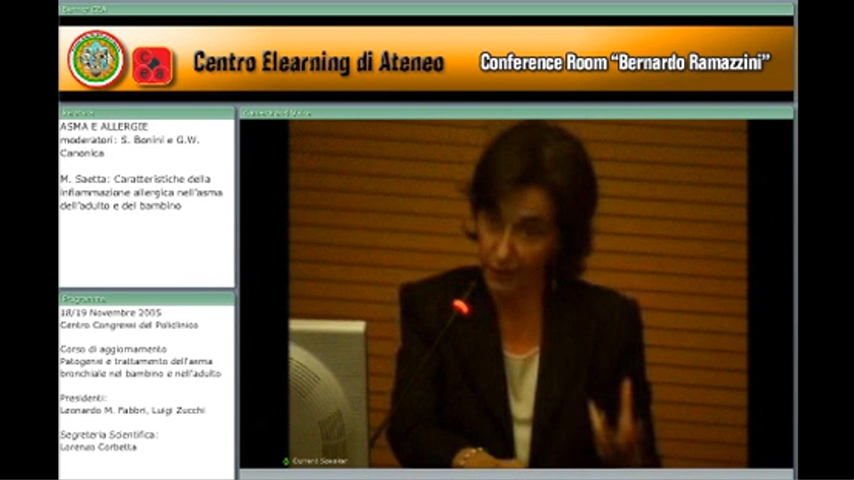 Centro Elearning di Ateneo
Conference Room "Bernardo Ramazzini"
ASMA E ALLERGIE
moderatori: S. Bonini e G.W.
Canonica
M. Saetta: Caratteristiche della
infiammazione allergica nell'asma
dell'adulto e del bambino
Programma
18/19 Novembre 2005
Centro Congressi del Policlinico
Corso di aggiornamento
Patogensi e trattamento dell'asma
bronchiale nel bambino e nell'adulto
Presidenti:
Leonardo M. Fabbri, Luigi Zucchi
Segreteria Scientifica:
Lorenzo Corbetta
Current Speaker